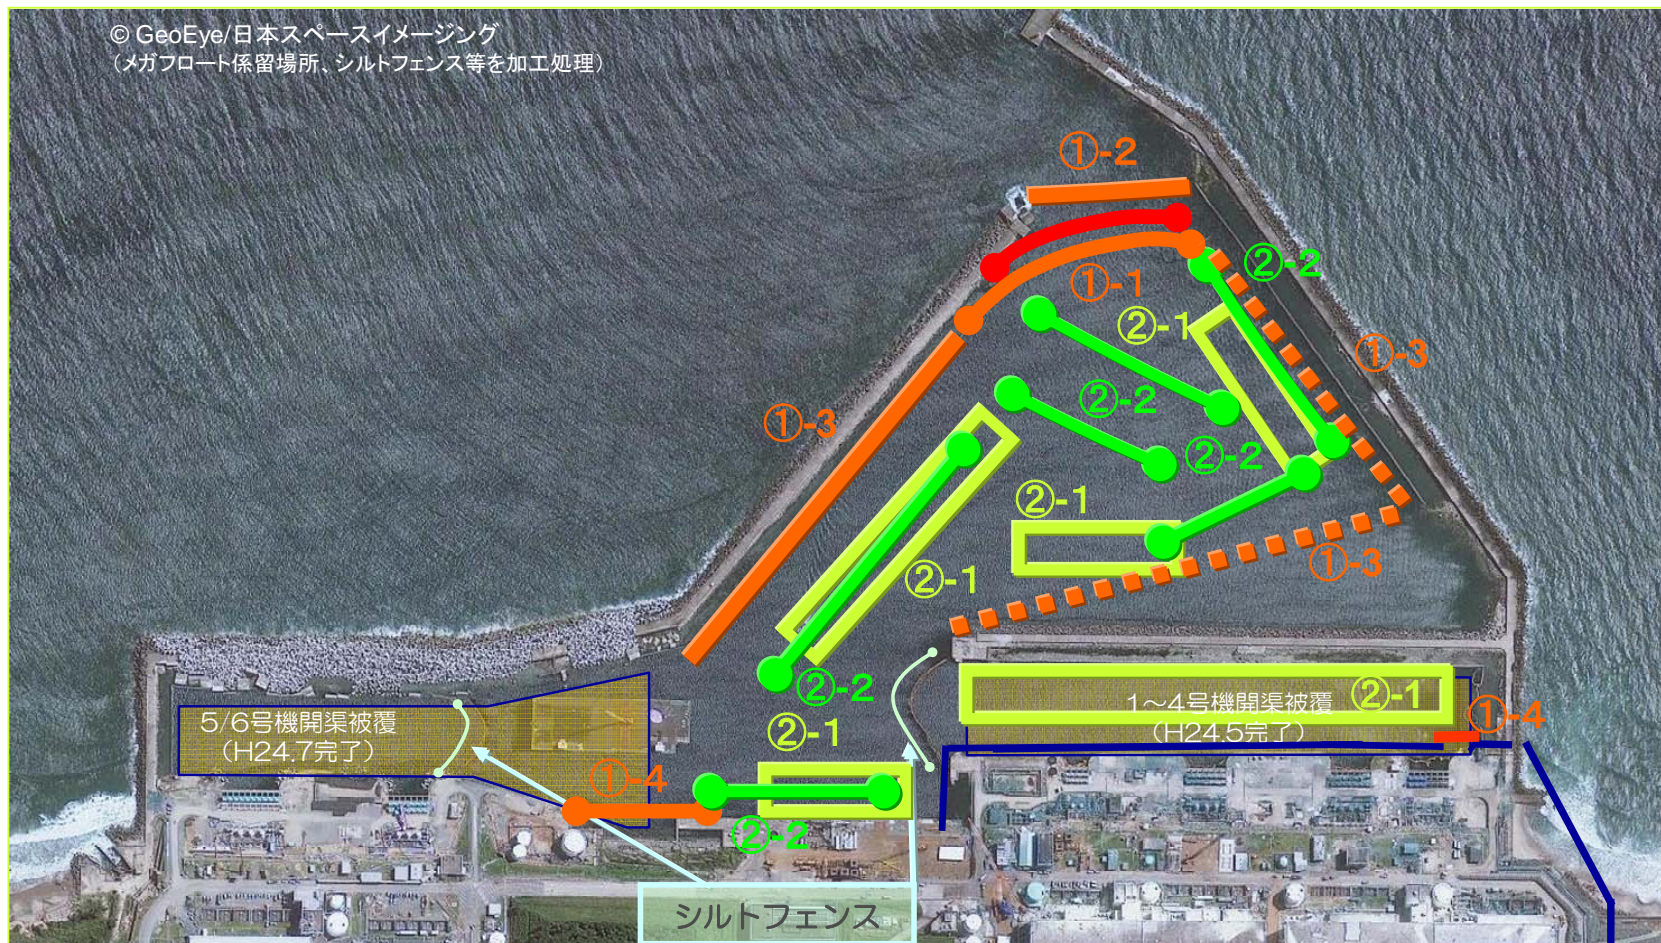 © GeoEye/日本スペースイメージング
（メガフロート係留場所、シルトフェンス等を加工処理）
①-2
②-2
①-1
②-1
①-3
②-2
①-3
②-2
②-1
①-3
②-1
②-2
②-1
5/6号機開渠被覆
（H24.7完了）
1～4号機開渠被覆
（H24.5完了）
②-1
①-4
①-4
②-2
シルトフェンス